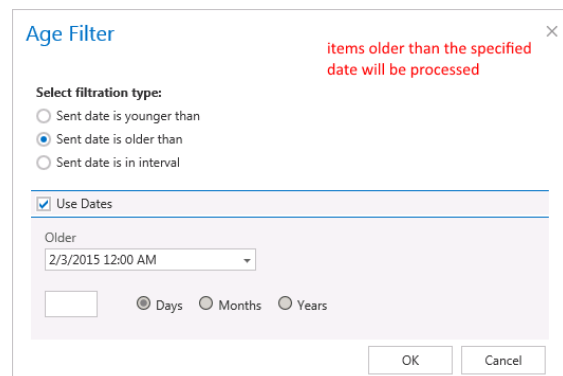 Age Filter
items older than the specified
date will be processed
Select filtration type:
Sent date is younger than
Sent date is older than
Sent date is in interval
Use Dates
Older
2/3/2015 12:00 AM
Days Months Years
OK Cancel